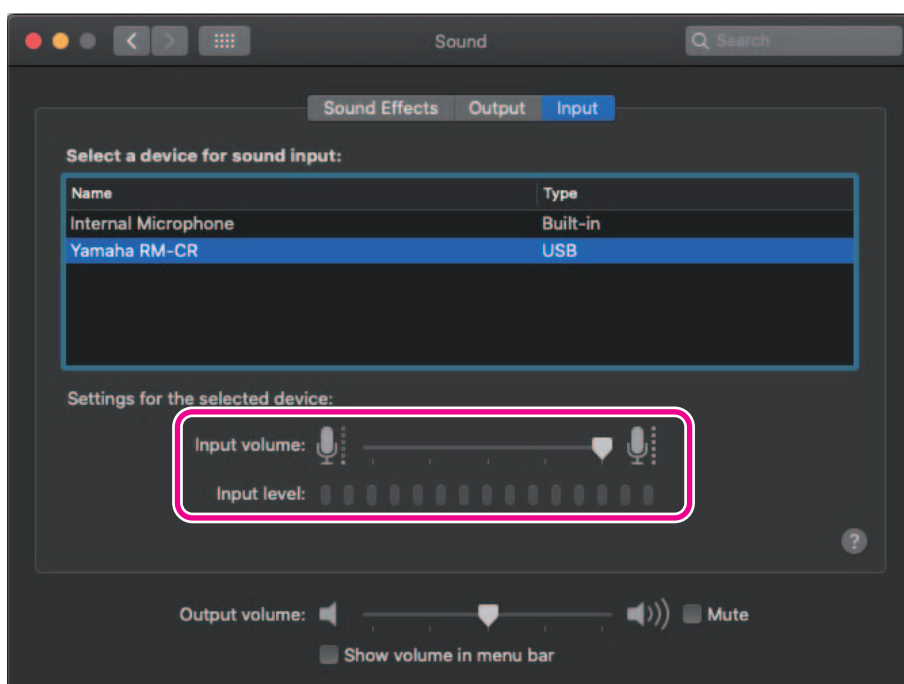 Sound
Search
Sound Effects Output Input
Select a device for sound input:
Name Type
Internal Microphone Built-in
Yamaha RM-CR USB
Settings for the selected device:
Input volume:
Input level:
?
Output volume: Mute
Show volume in menu bar